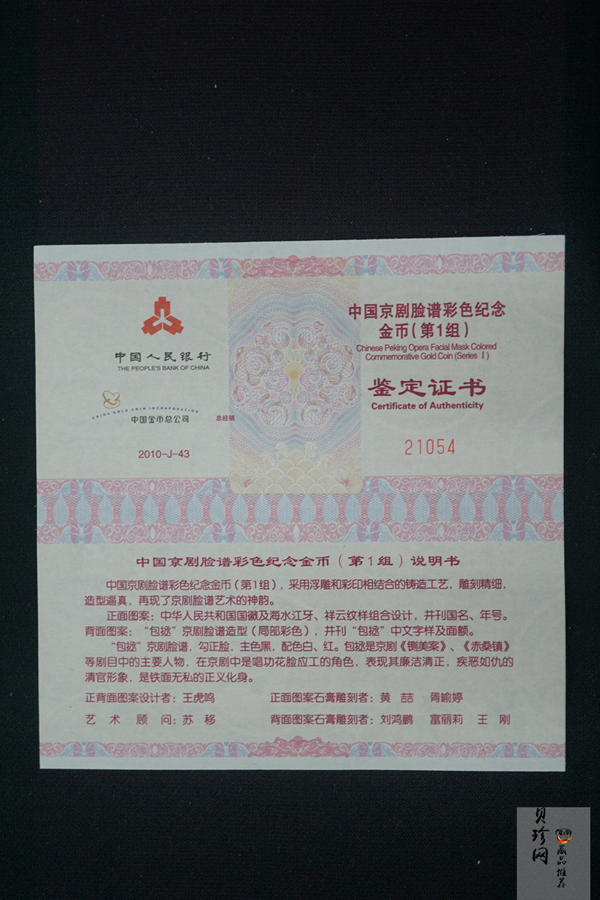 中国人民银行
THE PEOPLE'S BANK OF CHINA
CHINA GOLD COIN INCORPORATION
中国金币总公司
总经销
2010-J-43
中国京剧脸谱彩色纪念
金币(第1组)
Chinese Peking Opera Facial Mask Colored
Commemorative Gold Coin (Series Ⅰ)
鉴定证书
Certificate of Authenticity
21054
中国京剧脸谱彩色纪念金币(第1组)说明书
中国京剧脸谱彩色纪念金币(第1组),采用浮雕和彩印相结合的铸造工艺,雕刻精细,
造型逼真,再现了京剧脸谱艺术的神韵。
正面图案:中华人民共和国国徽及海水江牙、祥云纹样组合设计,并刊国名、年号。
背面图案:“包拯”京剧脸谱造型(局部彩色),并刊“包拯”中文字样及面额。
“包拯”京剧脸谱,勾正脸,主色黑,配色白、红。包拯是京剧《铡美案》、《赤桑镇》
等剧目中的主要人物,在京剧中是唱功花脸应工的角色,表现其廉洁清正,疾恶如仇的
清官形象,是铁面无私的正义化身。
正背面图案设计者:王虎鸣 正面图案石膏雕刻者:黄喆 胥喻婷
艺术顾问:苏移 背面图案石膏雕刻者:刘鸿鹏 富丽莉 王刚
贝珍网
藏品推荐